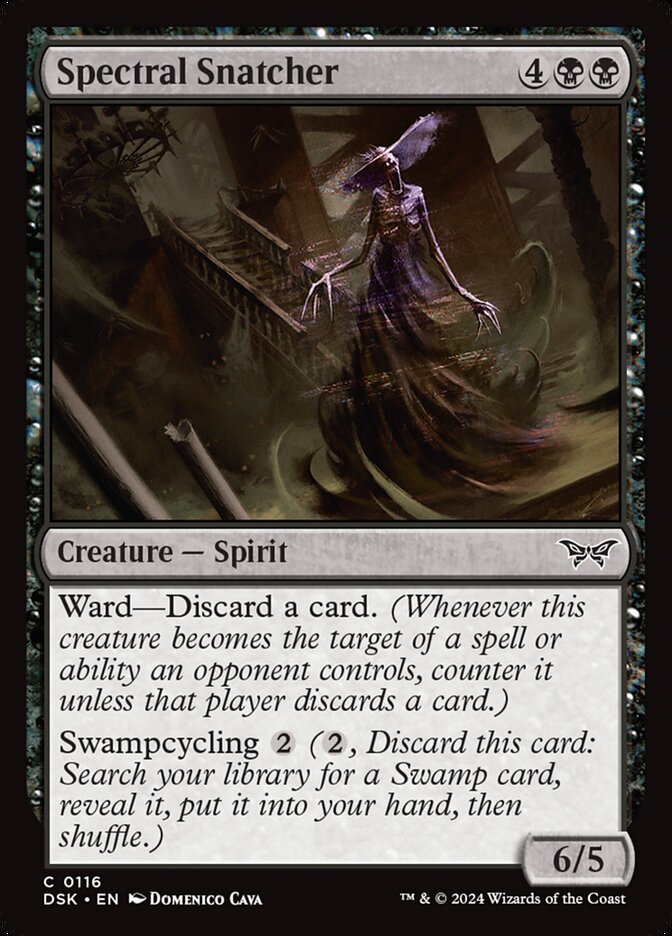 Spectral Snatcher 4
Creature — Spirit
Ward—Discard a card. (Whenever this
creature becomes the target of a spell or
ability an opponent controls, counter it
unless that player discards a card.)
Swampcycling 2 (2, Discard this card:
Search your library for a Swamp card,
reveal it, put it into your hand, then
shuffle.)
6/5
C 0116
DSK • EN Domenico Cava
™ & © 2024 Wizards of the Coast